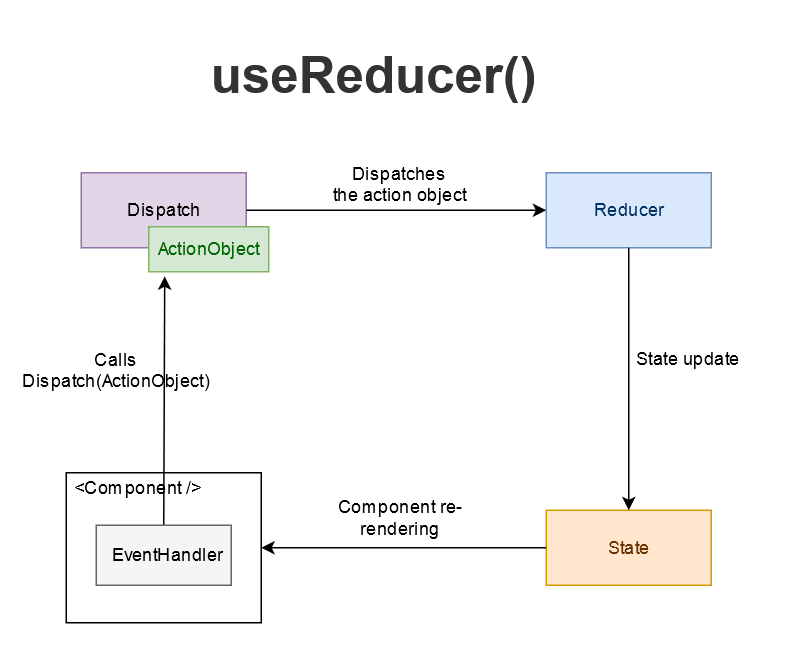 useReducer()
Dispatches
the action object
Dispatch
Reducer
ActionObject
Calls
Dispatch(ActionObject)
State update
<Component />
Component re-
rendering
EventHandler
State